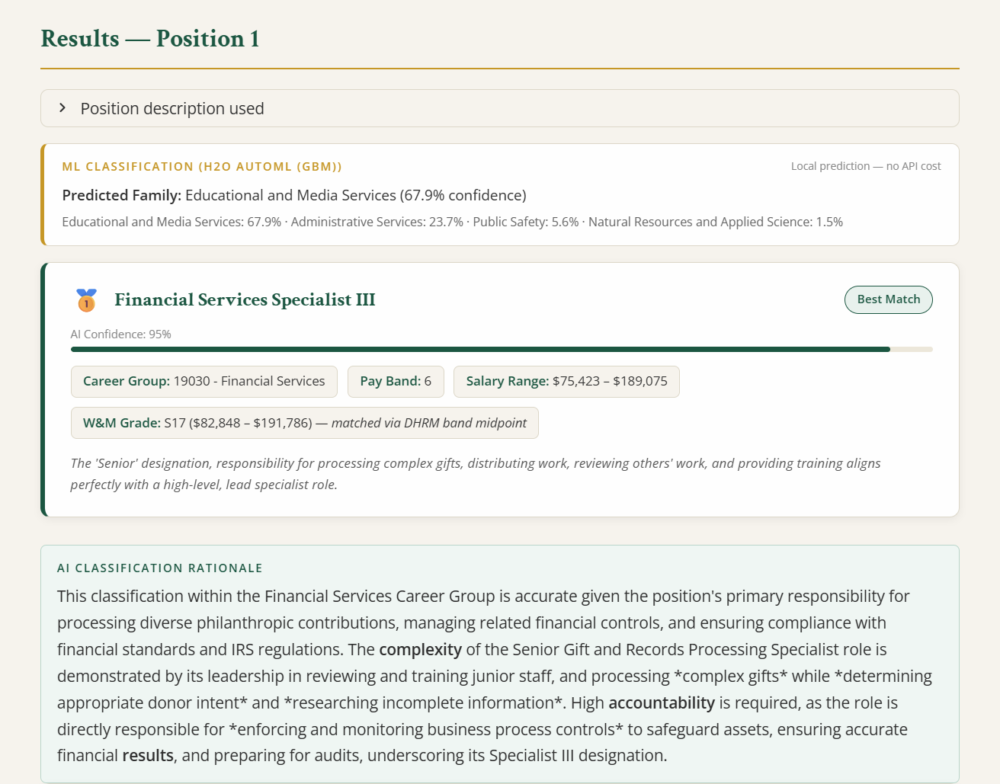 Results — Position 1
Position description used
ML CLASSIFICATION (H2O AUTOML (GBM))
Local prediction — no API cost
Predicted Family: Educational and Media Services (67.9% confidence)
Educational and Media Services: 67.9% · Administrative Services: 23.7% · Public Safety: 5.6% · Natural Resources and Applied Science: 1.5%
1
Financial Services Specialist III
Best Match
AI Confidence: 95%
Career Group: 19030 - Financial Services
Pay Band: 6
Salary Range: $75,423 – $189,075
W&M Grade: S17 ($82,848 – $191,786) — matched via DHRM band midpoint
The 'Senior' designation, responsibility for processing complex gifts, distributing work, reviewing others' work, and providing training aligns
perfectly with a high-level, lead specialist role.
AI CLASSIFICATION RATIONALE
This classification within the Financial Services Career Group is accurate given the position's primary responsibility for
processing diverse philanthropic contributions, managing related financial controls, and ensuring compliance with
financial standards and IRS regulations. The complexity of the Senior Gift and Records Processing Specialist role is
demonstrated by its leadership in reviewing and training junior staff, and processing *complex gifts* while *determining
appropriate donor intent* and *researching incomplete information*. High accountability is required, as the role is
directly responsible for *enforcing and monitoring business process controls* to safeguard assets, ensuring accurate
financial results, and preparing for audits, underscoring its Specialist III designation.